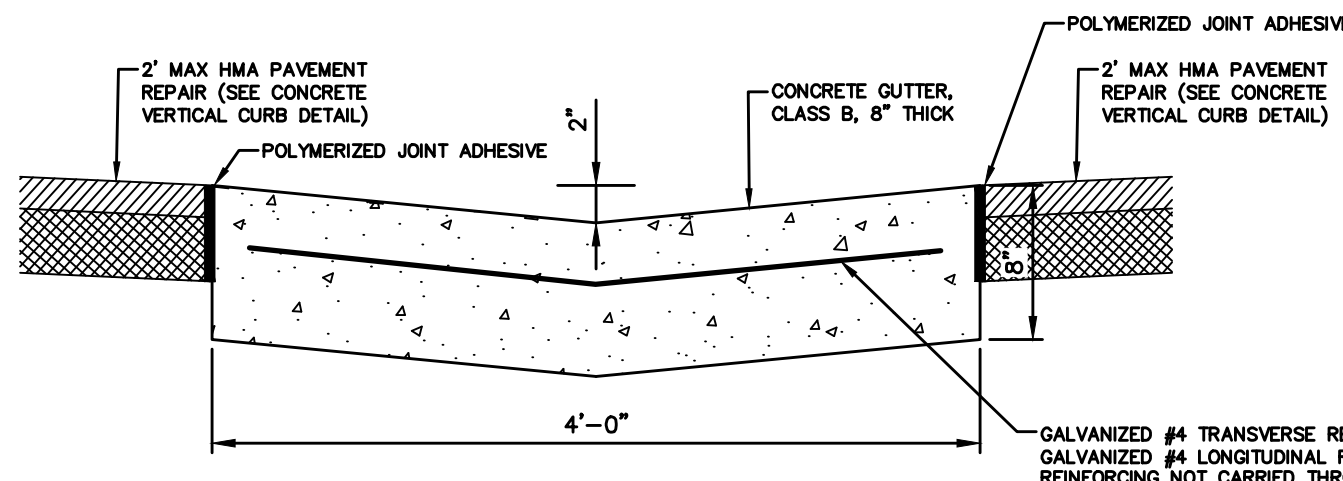 POLYMERIZED JOINT ADHESIVE
2' MAX HMA PAVEMENT
REPAIR (SEE CONCRETE
VERTICAL CURB DETAIL)
2' MAX HMA PAVEMENT
REPAIR (SEE CONCRETE
VERTICAL CURB DETAIL)
CONCRETE GUTTER,
CLASS B, 8" THICK
2"
POLYMERIZED JOINT ADHESIVE
8"
4'-0"
GALVANIZED #4 TRANSVERSE
GALVANIZED #4 LONGITUDINAL
REINFORCING NOT CARRIED